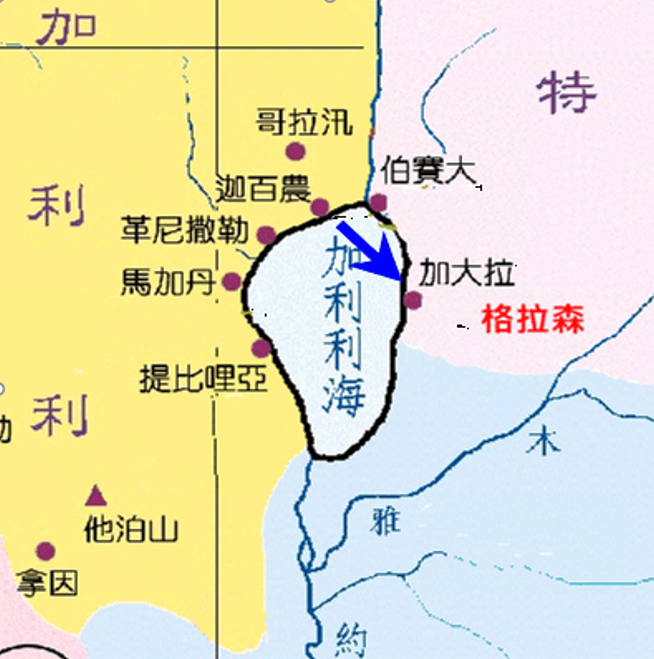 加
特
哥拉汛
伯賽大
迦百農
利
革尼撒勒
加利利海
加大拉
馬加丹
格拉森
提比哩亞
利
勒
木
他泊山
雅
拿因
約